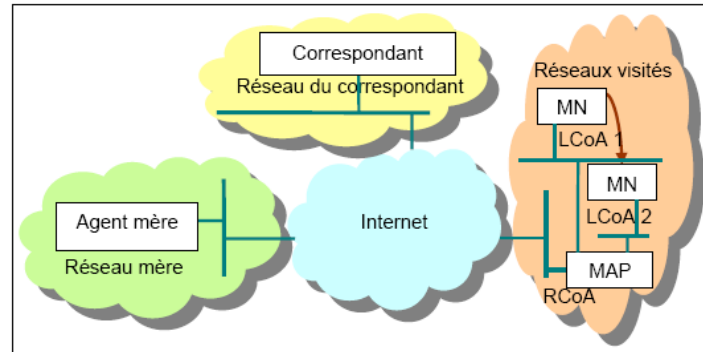 Correspondant
Réseau du correspondant
Réseaux visités
MN
LCoA 1
MN
LCoA 2
Agent mère
Internet
Réseau mère
MAP
RCoA